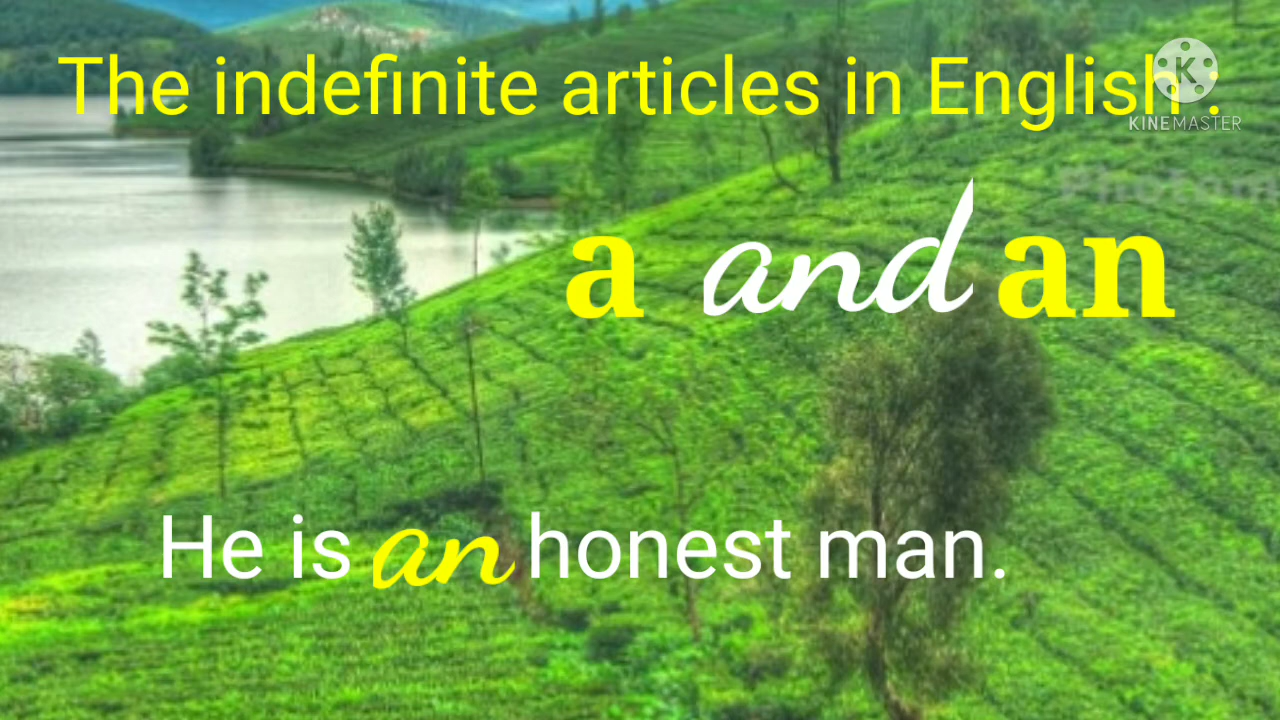 The indefinite articles in English :
KINEMASTER
a and an
He is an honest man.